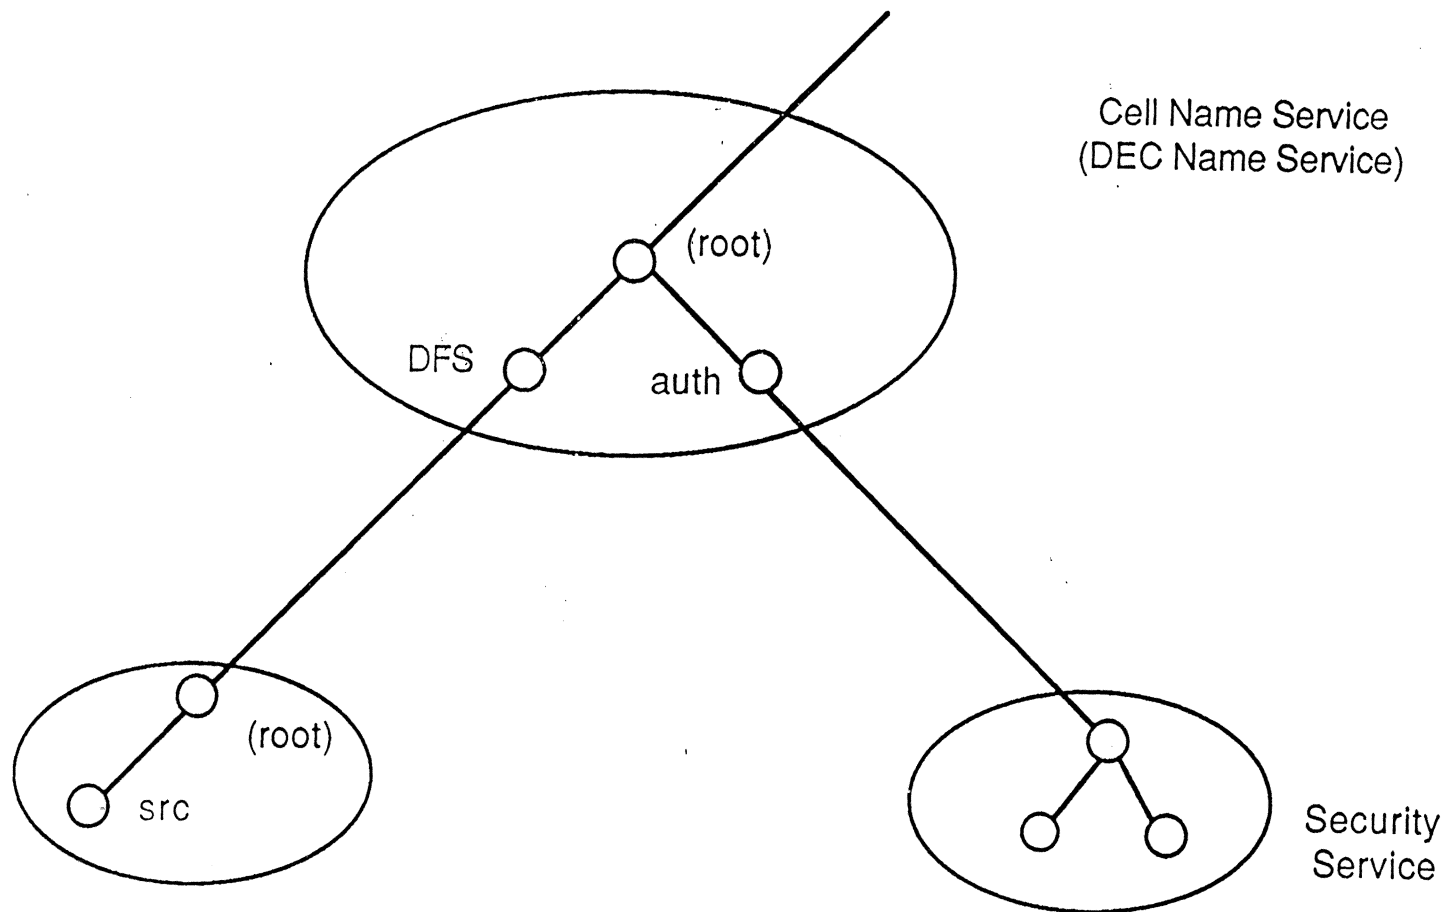 Cell Name Service
(DEC Name Service)
(root)
DFS
auth
(root)
src
Security
Service